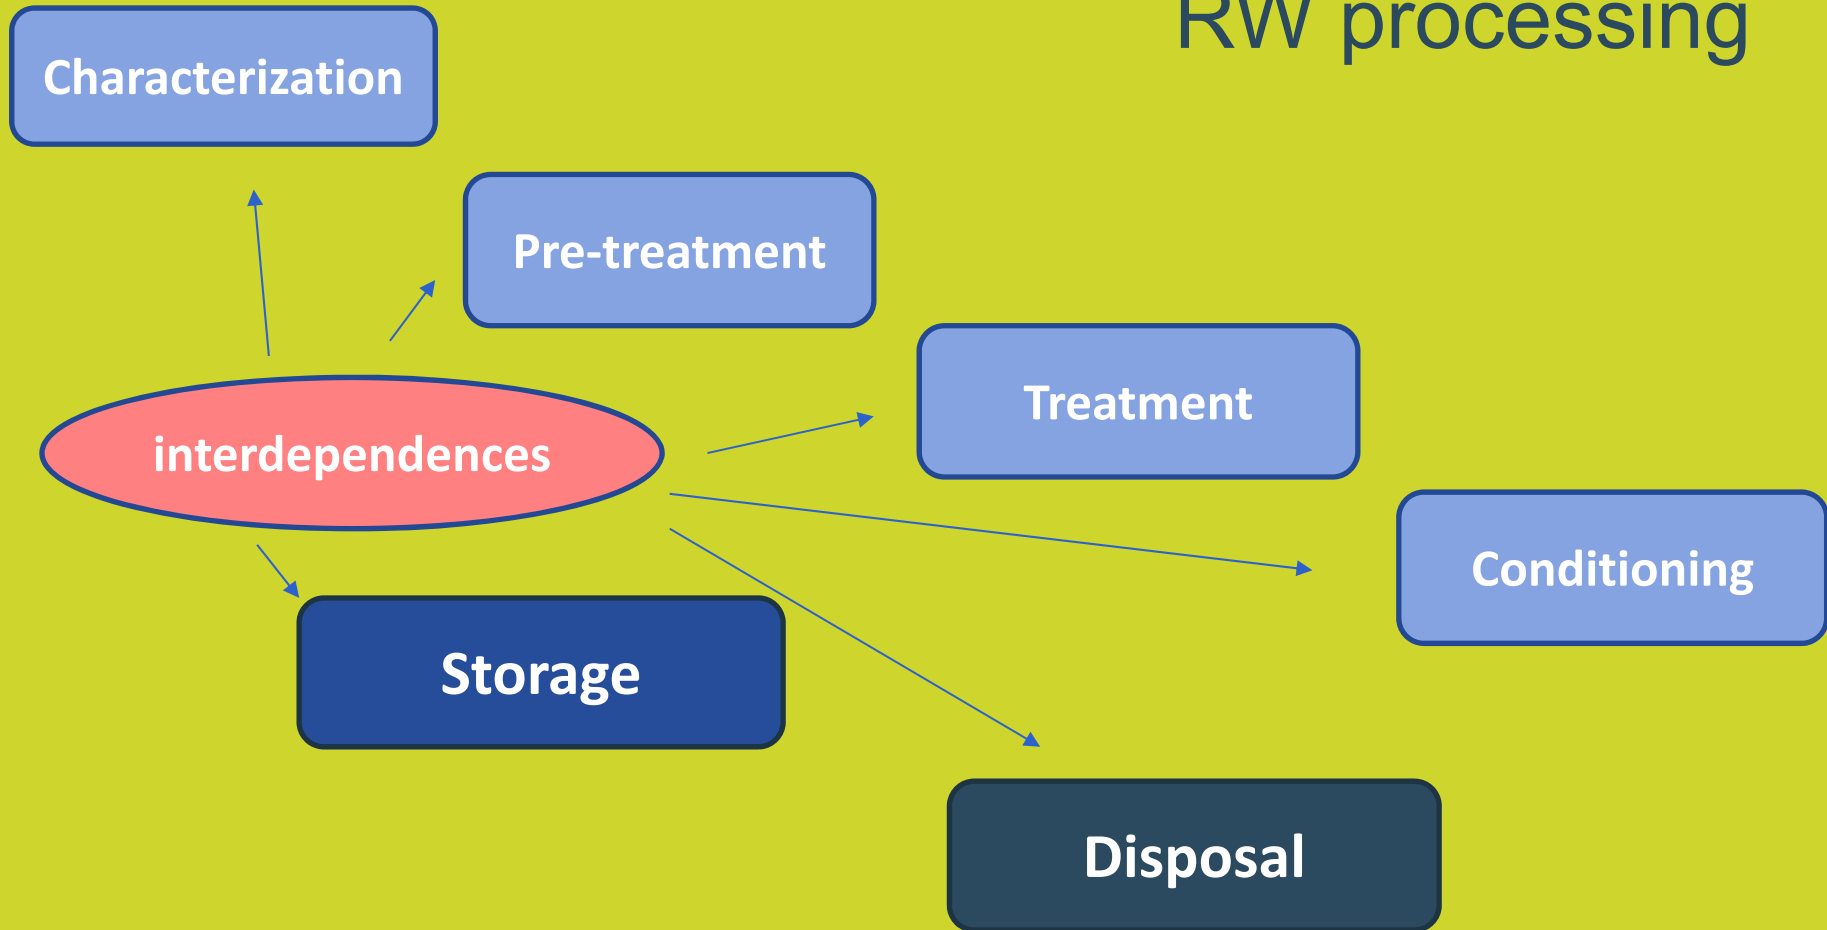 RW processing
Characterization
Pre-treatment
Treatment
interdependences
Conditioning
Storage
Disposal